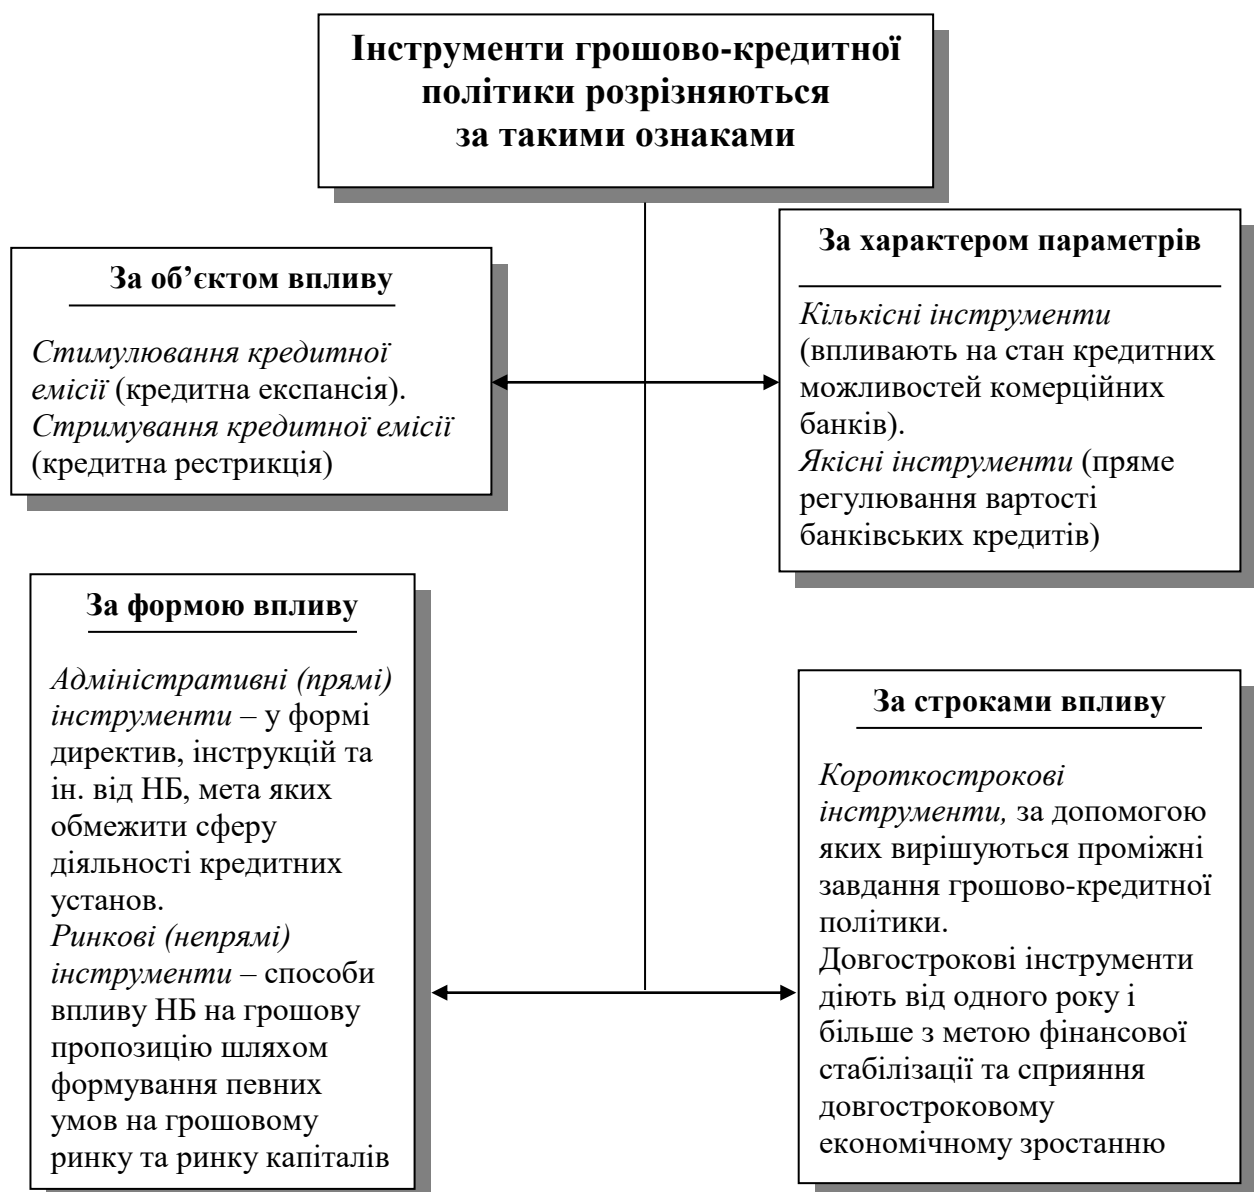 Інструменти грошово-кредитної
політики розрізняються
за такими ознаками
За об’єктом впливу
Стимулювання кредитної
емісії (кредитна експансія).
Стримування кредитної емісії
(кредитна рестрикція)
За характером параметрів
Кількісні інструменти
(впливають на стан кредитних
можливостей комерційних
банків).
Якісні інструменти (пряме
регулювання вартості
банківських кредитів)
За формою впливу
Адміністративні (прямі)
інструменти – у формі
директив, інструкцій та
ін. від НБ, мета яких
обмежити сферу
діяльності кредитних
установ.
Ринкові (непрямі)
інструменти – способи
впливу НБ на грошову
пропозицію шляхом
формування певних
умов на грошовому
ринку та ринку капіталів
За строками впливу
Короткострокові
інструменти, за допомогою
яких вирішуються проміжні
завдання грошово-кредитної
політики.
Довгострокові інструменти
діють від одного року і
більше з метою фінансової
стабілізації та сприяння
довгостроковому
економічному зростанню